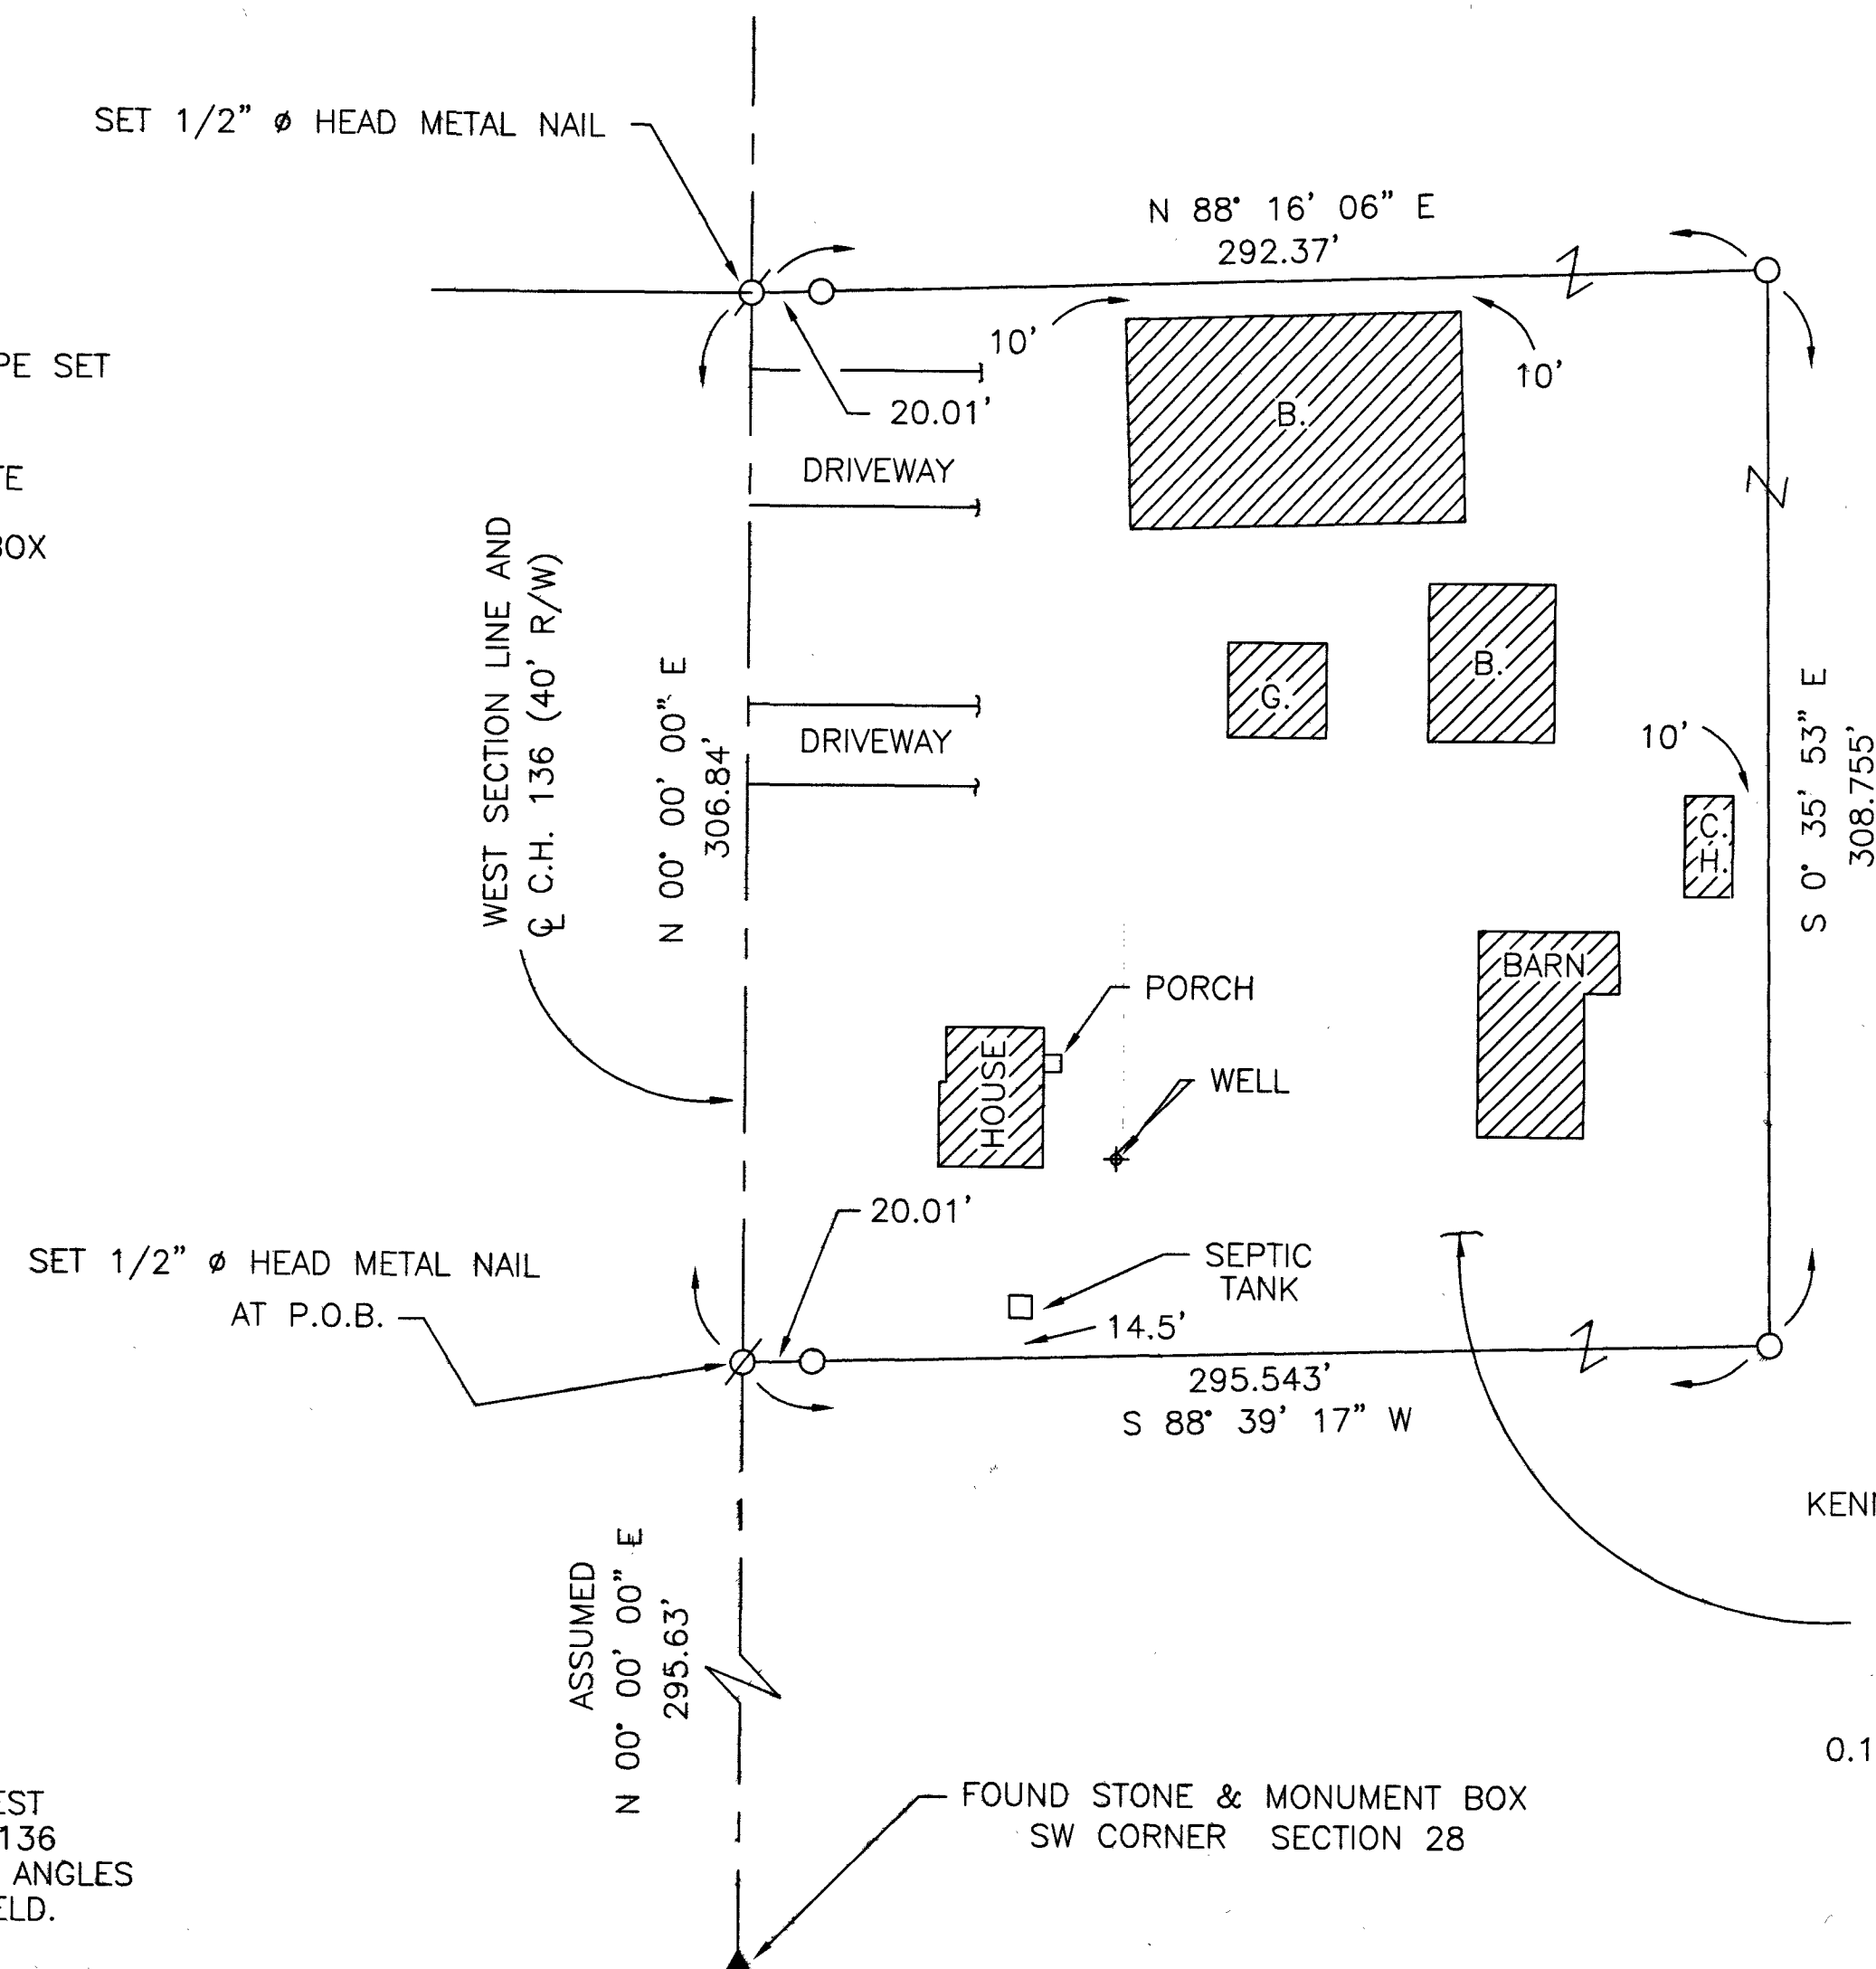 SET 1/2" ø HEAD METAL NAIL
N 88° 16' 06" E
292.37'
10'
10'
PE SET
20.01'
B.
DRIVEWAY
BOX
WEST SECTION LINE AND
℄ C.H. 136 (40' R/W)
N 00° 00' 00" E
306.84'
G.
B.
DRIVEWAY
10'
S 0° 35' 53" E
308.755'
C.
H.
BARN
PORCH
HOUSE
WELL
20.01'
SET 1/2" ø HEAD METAL NAIL
AT P.O.B.
SEPTIC
TANK
14.5'
295.543'
S 88° 39' 17" W
KEN
ASSUMED
N 00° 00' 00" E
295.63'
0.1
FOUND STONE & MONUMENT BOX
SW CORNER SECTION 28
EST
136
ANGLES
ELD.